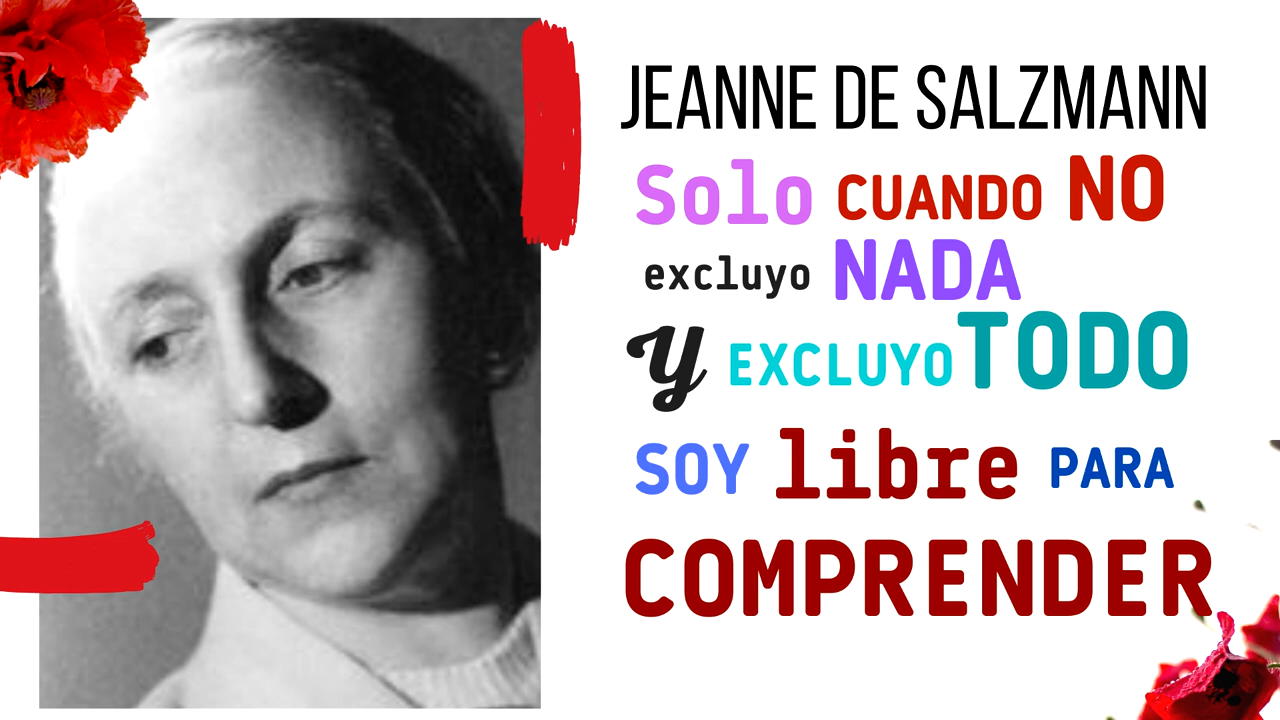 JEANNE DE SALZMANN
Solo CUANDO NO
excluyo NADA
y EXCLUYO TODO
SOY libre PARA
COMPRENDER